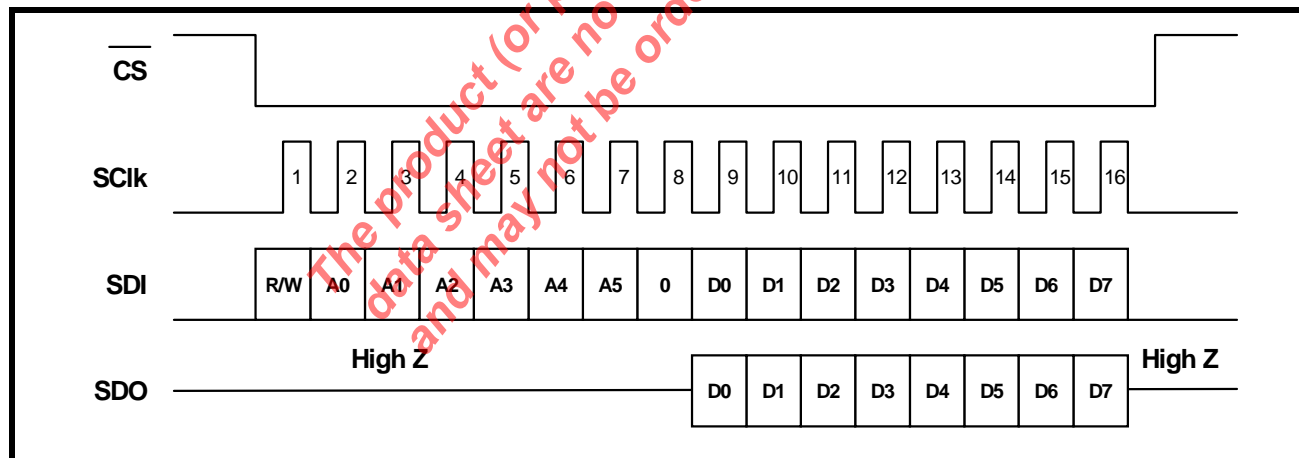 CS
SClk
1 2 3 4 5 6 7 8 9 10 11 12 13 14 15 16
SDI
R/W A0 A1 A2 A3 A4 A5 0 D0 D1 D2 D3 D4 D5 D6 D7
High Z
High Z
SDO
D0 D1 D2 D3 D4 D5 D6 D7
The product (or
data sheet are no
and may not be orde